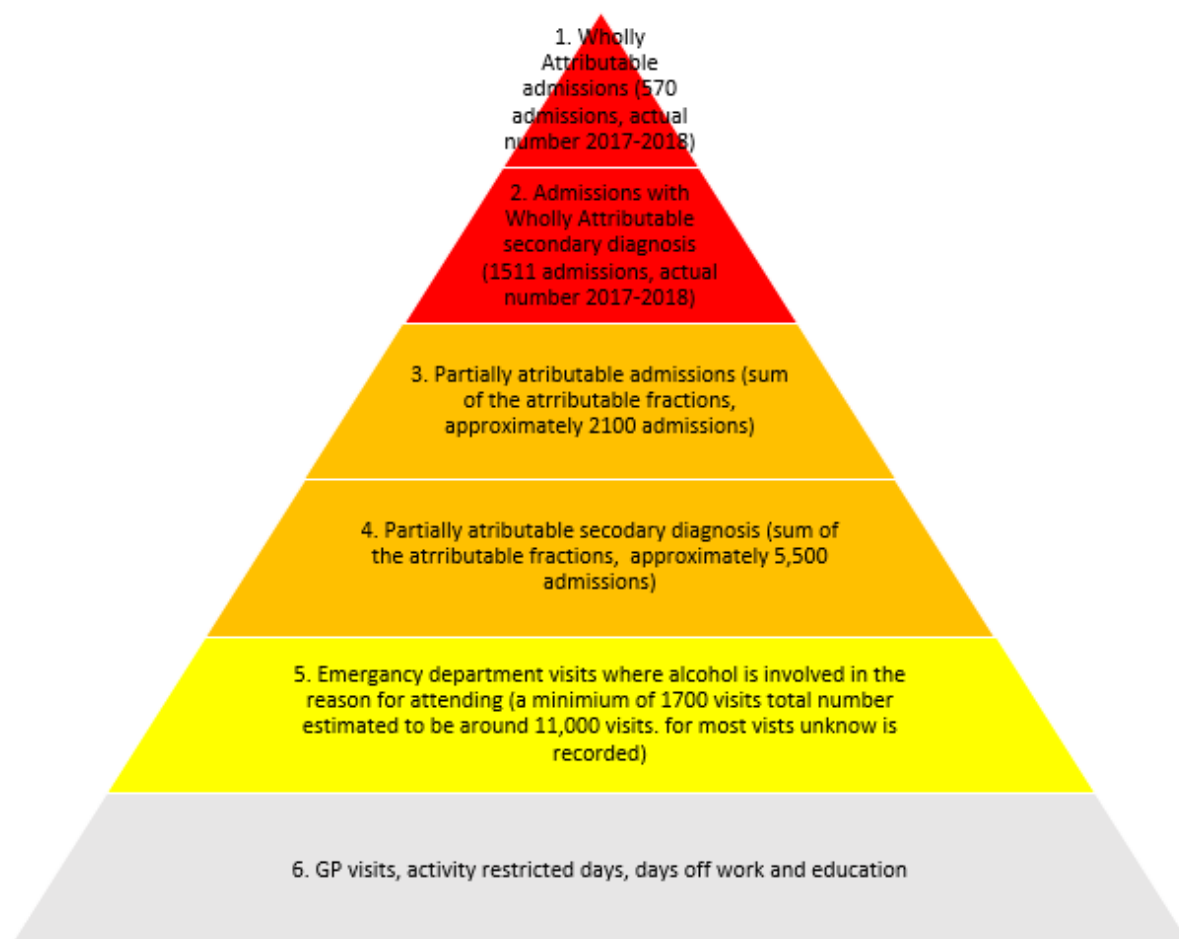 1. Wholly
Attributable
admissions (570
admissions, actual
number 2017-2018)
2. Admissions with
Wholly Attributable
secondary diagnosis
(1511 admissions, actual
number 2017-2018)
3. Partially atributable admissions (sum
of the atrributable fractions,
approximately 2100 admissions)
4. Partially atributable secodary diagnosis (sum of
the atrributable fractions,  approximately 5,500
admissions)
5. Emergancy department visits where alcohol is involved in the
reason for attending (a minimium of 1700 visits total number
estimated to be around 11,000 visits. for most vists unknow is
recorded)
6. GP visits, activity restricted days, days off work and education